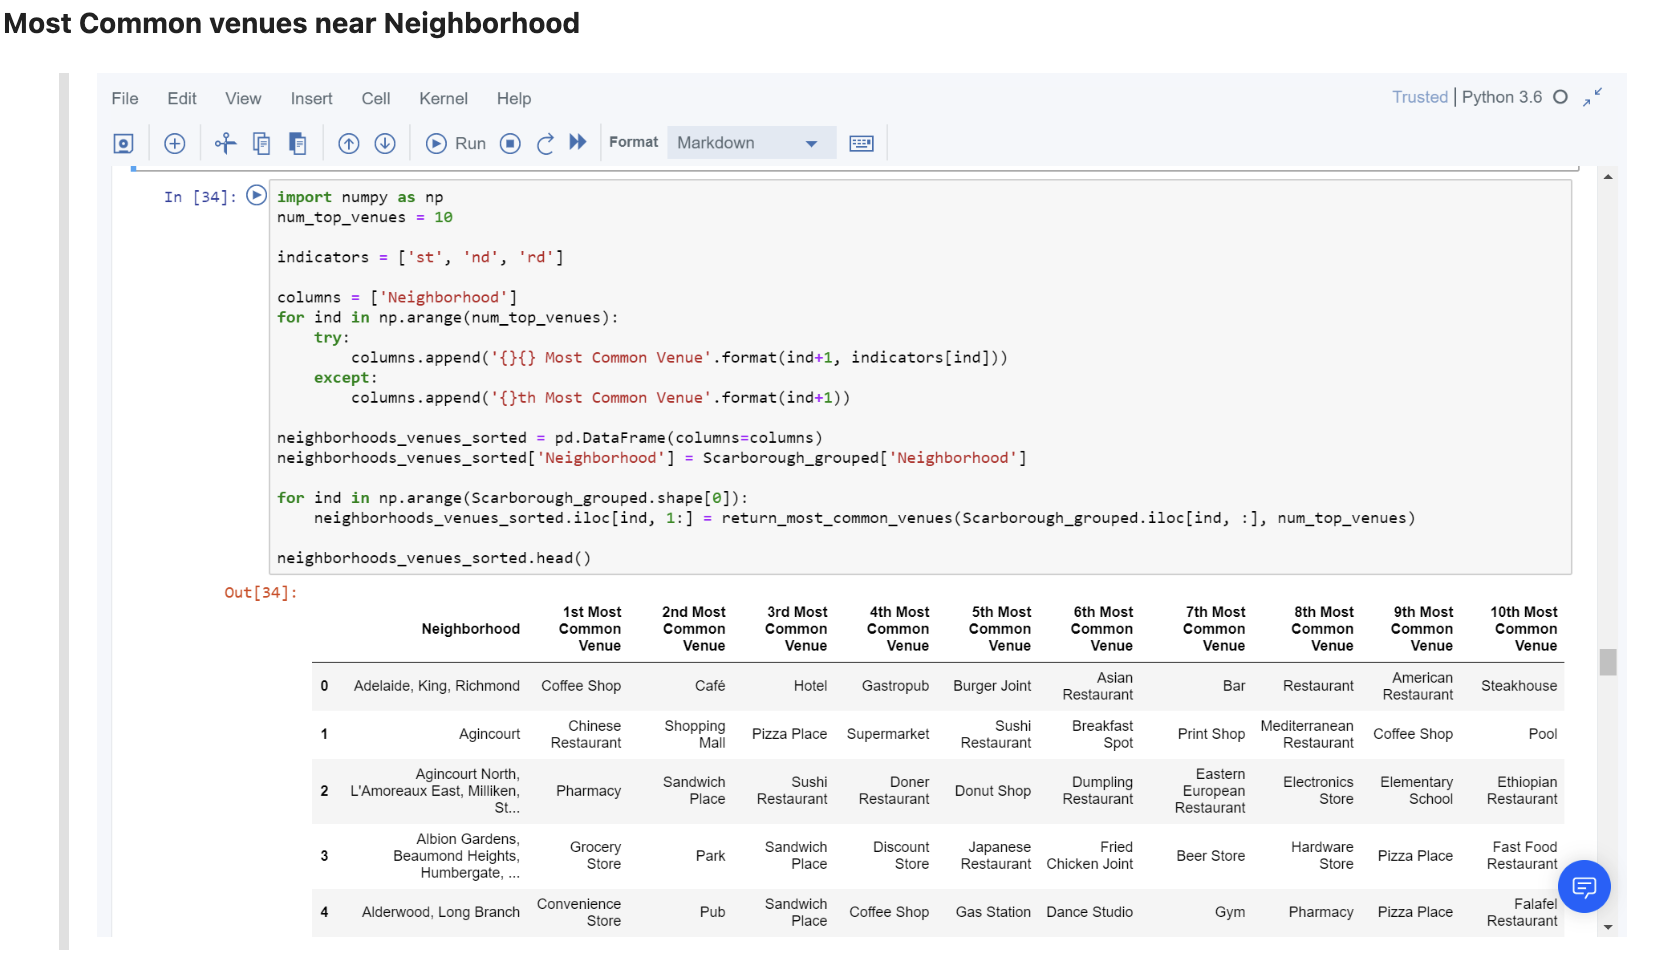 Most Common venues near Neighborhood
File Edit View Insert Cell Kernel Help
Trusted | Python 3.6
Run Format Markdown
In [34]:
import numpy as np
num_top_venues = 10
indicators = ['st', 'nd', 'rd']
columns = ['Neighborhood']
for ind in np.arange(num_top_venues):
    try:
        columns.append('{}{} Most Common Venue'.format(ind+1, indicators[ind]))
    except:
        columns.append('{}th Most Common Venue'.format(ind+1))
neighborhoods_venues_sorted = pd.DataFrame(columns=columns)
neighborhoods_venues_sorted['Neighborhood'] = Scarborough_grouped['Neighborhood']
for ind in np.arange(Scarborough_grouped.shape[0]):
    neighborhoods_venues_sorted.iloc[ind, 1:] = return_most_common_venues(Scarborough_grouped.iloc[ind, :], num_top_venues)
neighborhoods_venues_sorted.head()
Out[34]:
Neighborhood 1st Most Common Venue 2nd Most Common Venue 3rd Most Common Venue 4th Most Common Venue 5th Most Common Venue 6th Most Common Venue 7th Most Common Venue 8th Most Common Venue 9th Most Common Venue 10th Most Common Venue
0 Adelaide, King, Richmond Coffee Shop Café Hotel Gastropub Burger Joint Asian Restaurant Bar Restaurant American Restaurant Steakhouse
1 Agincourt Chinese Restaurant Shopping Mall Pizza Place Supermarket Sushi Restaurant Breakfast Spot Print Shop Mediterranean Restaurant Coffee Shop Pool
2 Agincourt North, L'Amoreaux East, Milliken, St... Pharmacy Sandwich Place Sushi Restaurant Doner Restaurant Donut Shop Dumpling Restaurant Eastern European Restaurant Electronics Store Elementary School Ethiopian Restaurant
3 Albion Gardens, Beaumond Heights, Humbergate, ... Grocery Store Park Sandwich Place Discount Store Japanese Restaurant Fried Chicken Joint Beer Store Hardware Store Pizza Place Fast Food Restaurant
4 Alderwood, Long Branch Convenience Store Pub Sandwich Place Coffee Shop Gas Station Dance Studio Gym Pharmacy Pizza Place Falafel Restaurant